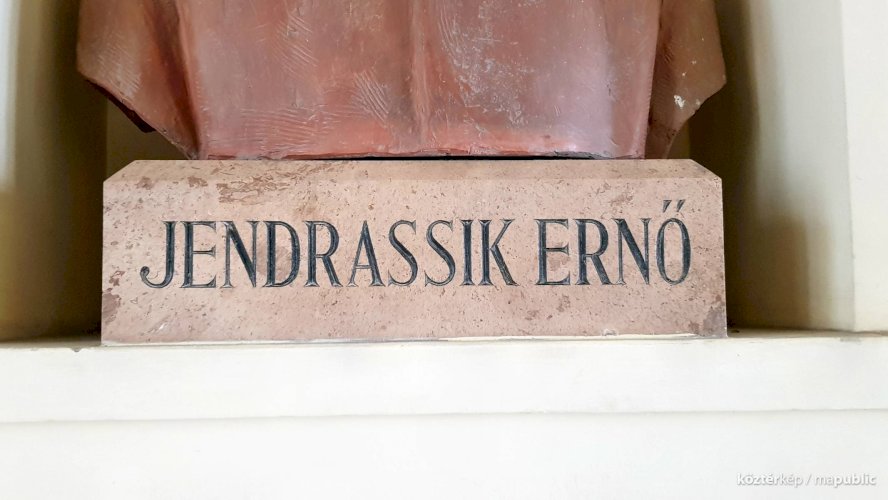 JENDRASSIK ERNŐ
köztérkép / mapublic